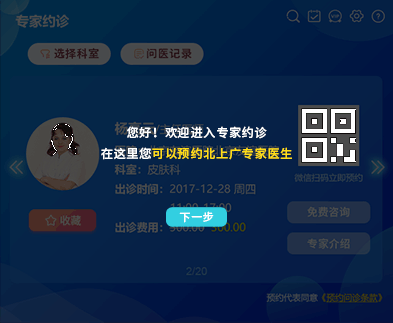 专家约诊
选择科室
问医记录
您好！欢迎进入专家约诊
在这里您可以预约北上广专家医生
科室：皮肤科
微信扫码立即预约
出诊时间：2017-12-28 周四
11:00-17:00
收藏
下一步
免费咨询
出诊费用：500.00 300.00
专家介绍
2/20
预约代表同意《预约问诊条款》